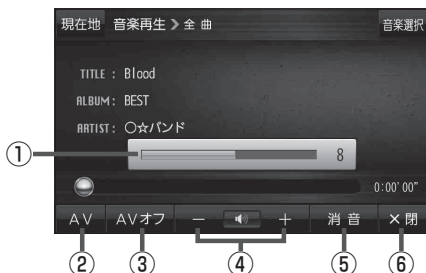 現在地 音楽再生 > 全 曲 音楽選択
TITLE : Blood
ALBUM : BEST
ARTIST : ○☆バンド
① 8
0:00' 00"
AV AVオフ － ＋ 消 音 ×閉
② ③ ④ ⑤ ⑥